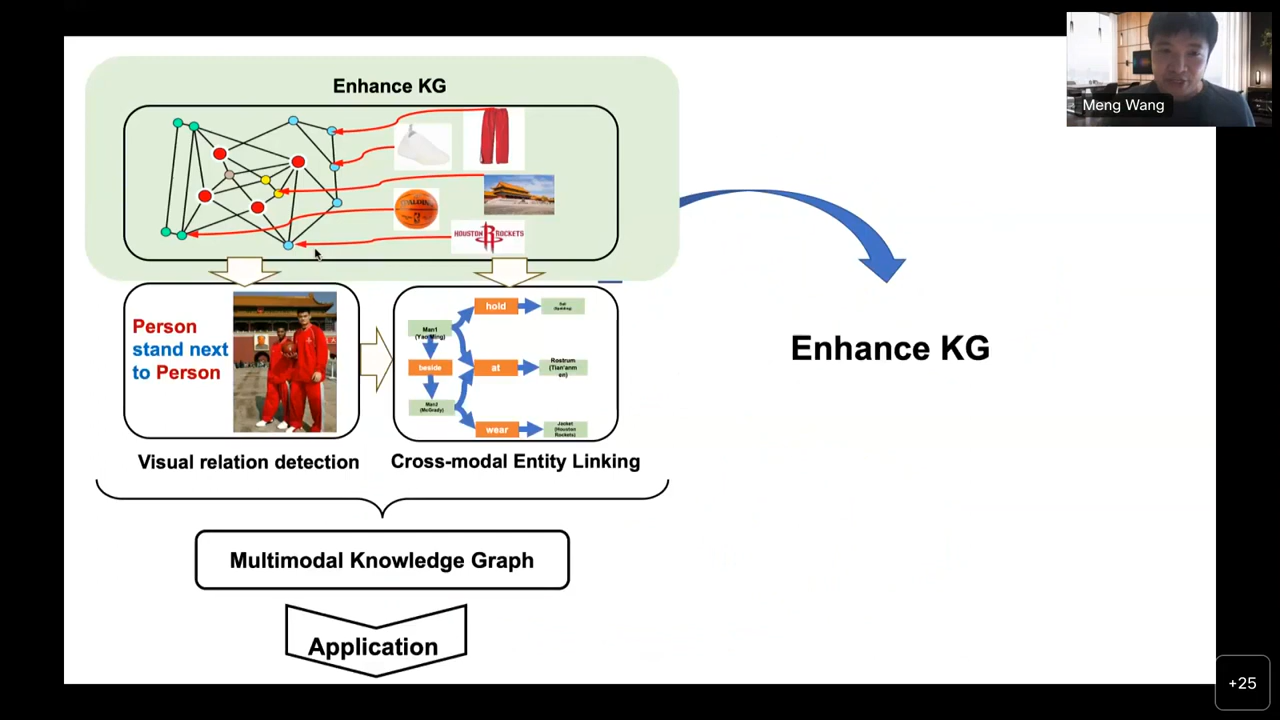 Enhance KG
SPALDING
HOUSTON ROCKETS
Person
stand next
to Person
Man1
(YaoMing)
beside
Man2
(McGrady)
hold
at
wear
Rostrum
(Tian'anm
en)
Jacket
(Houston
Rockets)
Visual relation detection
Cross-modal Entity Linking
Multimodal Knowledge Graph
Application
Enhance KG
Meng Wang
+25